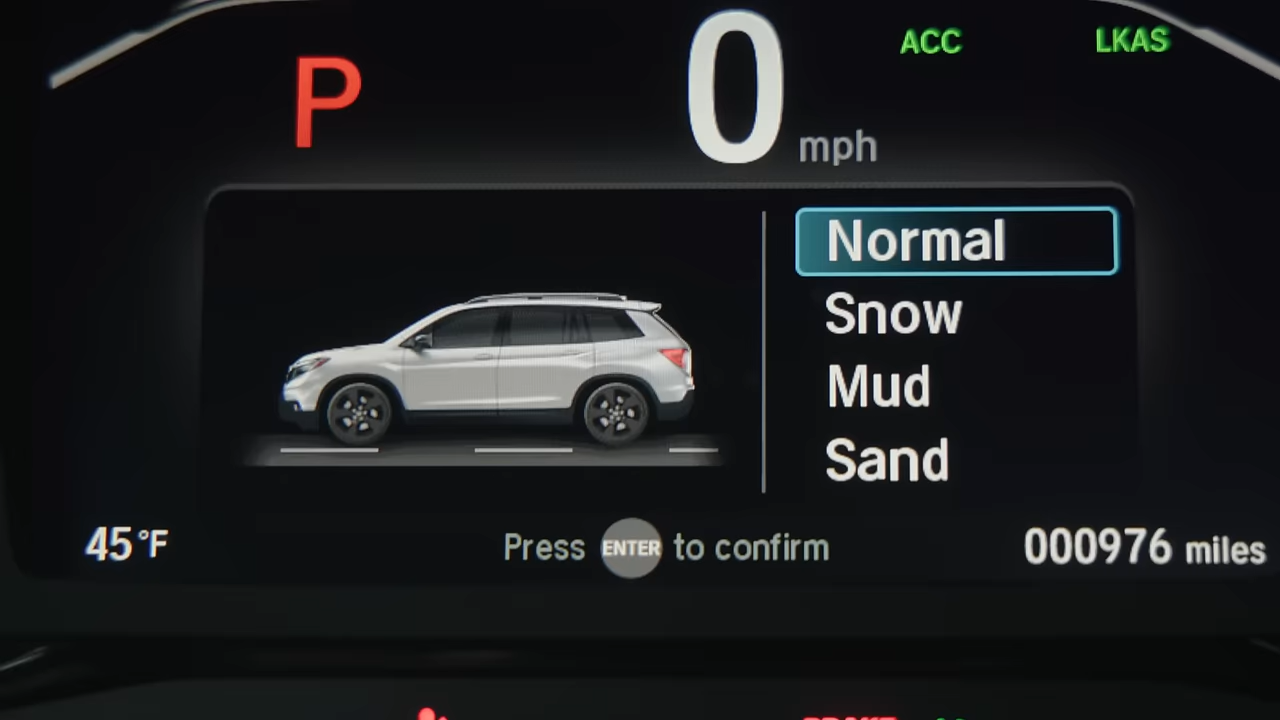 P
0 mph
ACC
LKAS
Normal
Snow
Mud
Sand
45°F
Press ENTER to confirm
000976 miles